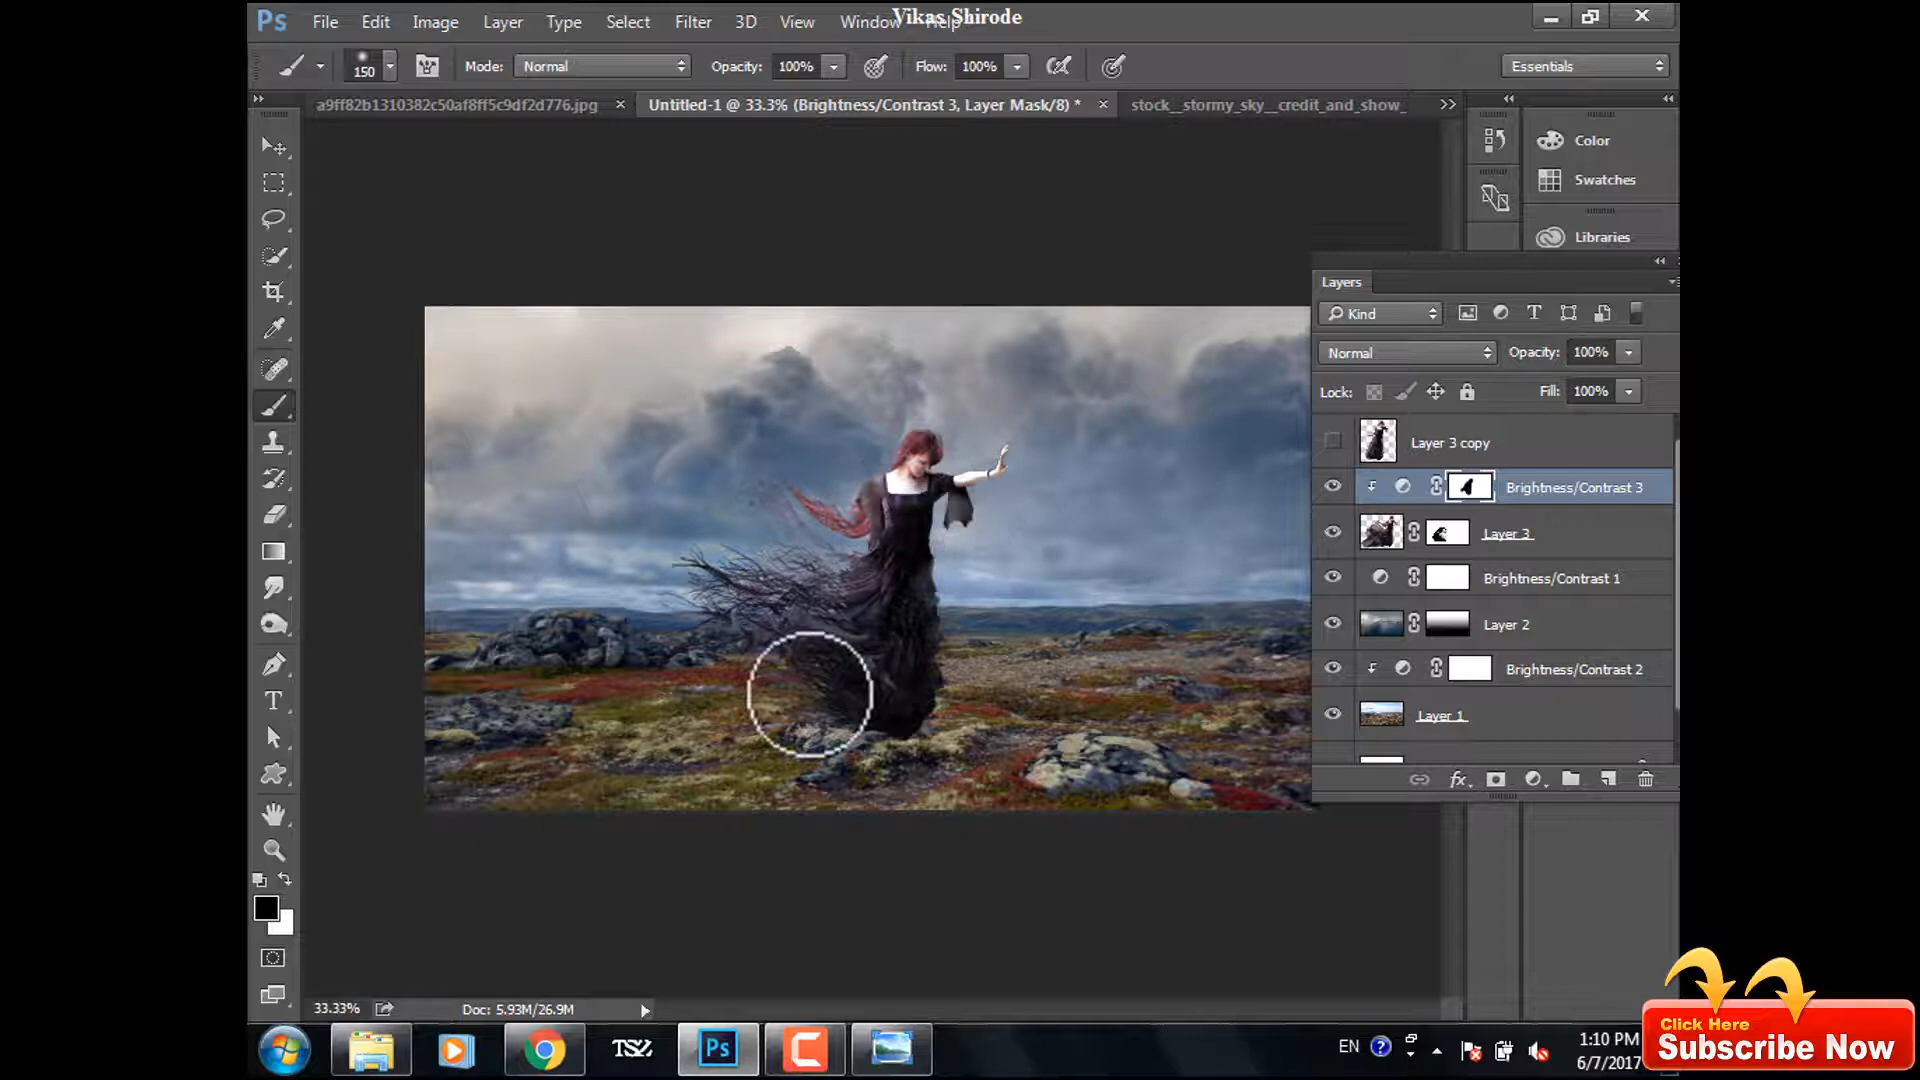 Vikas Shirode
Ps File Edit Image Layer Type Select Filter 3D View Window Help
150 Mode: Normal Opacity: 100% Flow: 100% Essentials
a9ff82b1310382c50af8ff5c9df2d776.jpg × Untitled-1 @ 33.3% (Brightness/Contrast 3, Layer Mask/8) * × stock__stormy_sky__credit_and_show_
Color
Swatches
Libraries
Layers
Kind
Normal Opacity: 100%
Lock: Fill: 100%
Layer 3 copy
Brightness/Contrast 3
Layer 3
Brightness/Contrast 1
Layer 2
Brightness/Contrast 2
Layer 1
fx
33.33% Doc: 5.93M/26.9M
TSZ Ps EN 1:10 PM
6/7/2017
Click Here
Subscribe Now